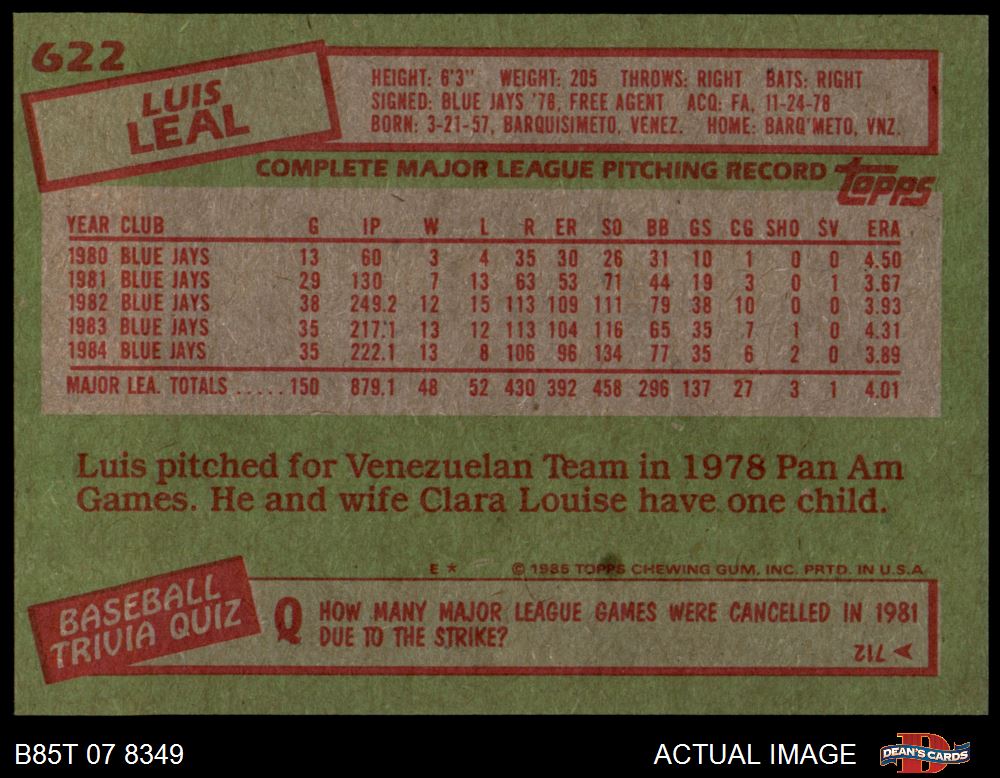 622
LUIS
LEAL
HEIGHT: 6'3" WEIGHT: 205 THROWS: RIGHT BATS: RIGHT
SIGNED: BLUE JAYS '78, FREE AGENT ACQ: FA, 11-24-78
BORN: 3-21-57, BARQUISIMETO, VENEZ. HOME: BARQ'METO, VNZ.
COMPLETE MAJOR LEAGUE PITCHING RECORD
TOPPS
YEAR CLUB G IP W L R ER SO BB GS CG SHO SV ERA
1980 BLUE JAYS 13 60 3 4 35 30 26 31 10 1 0 0 4.50
1981 BLUE JAYS 29 130 7 13 63 53 71 44 19 3 0 1 3.67
1982 BLUE JAYS 38 249.2 12 15 113 109 111 79 38 10 0 0 3.93
1983 BLUE JAYS 35 217.1 13 12 113 104 116 65 35 7 1 0 4.31
1984 BLUE JAYS 35 222.1 13 8 106 96 134 77 35 6 2 0 3.89
MAJOR LEA. TOTALS ..... 150 879.1 48 52 430 392 458 296 137 27 3 1 4.01
Luis pitched for Venezuelan Team in 1978 Pan Am
Games. He and wife Clara Louise have one child.
E * © 1985 TOPPS CHEWING GUM, INC. PRTD. IN U.S.A.
BASEBALL
TRIVIA QUIZ
Q HOW MANY MAJOR LEAGUE GAMES WERE CANCELLED IN 1981
DUE TO THE STRIKE?
A 712
B85T 07 8349
ACTUAL IMAGE
D
DEAN'S CARDS